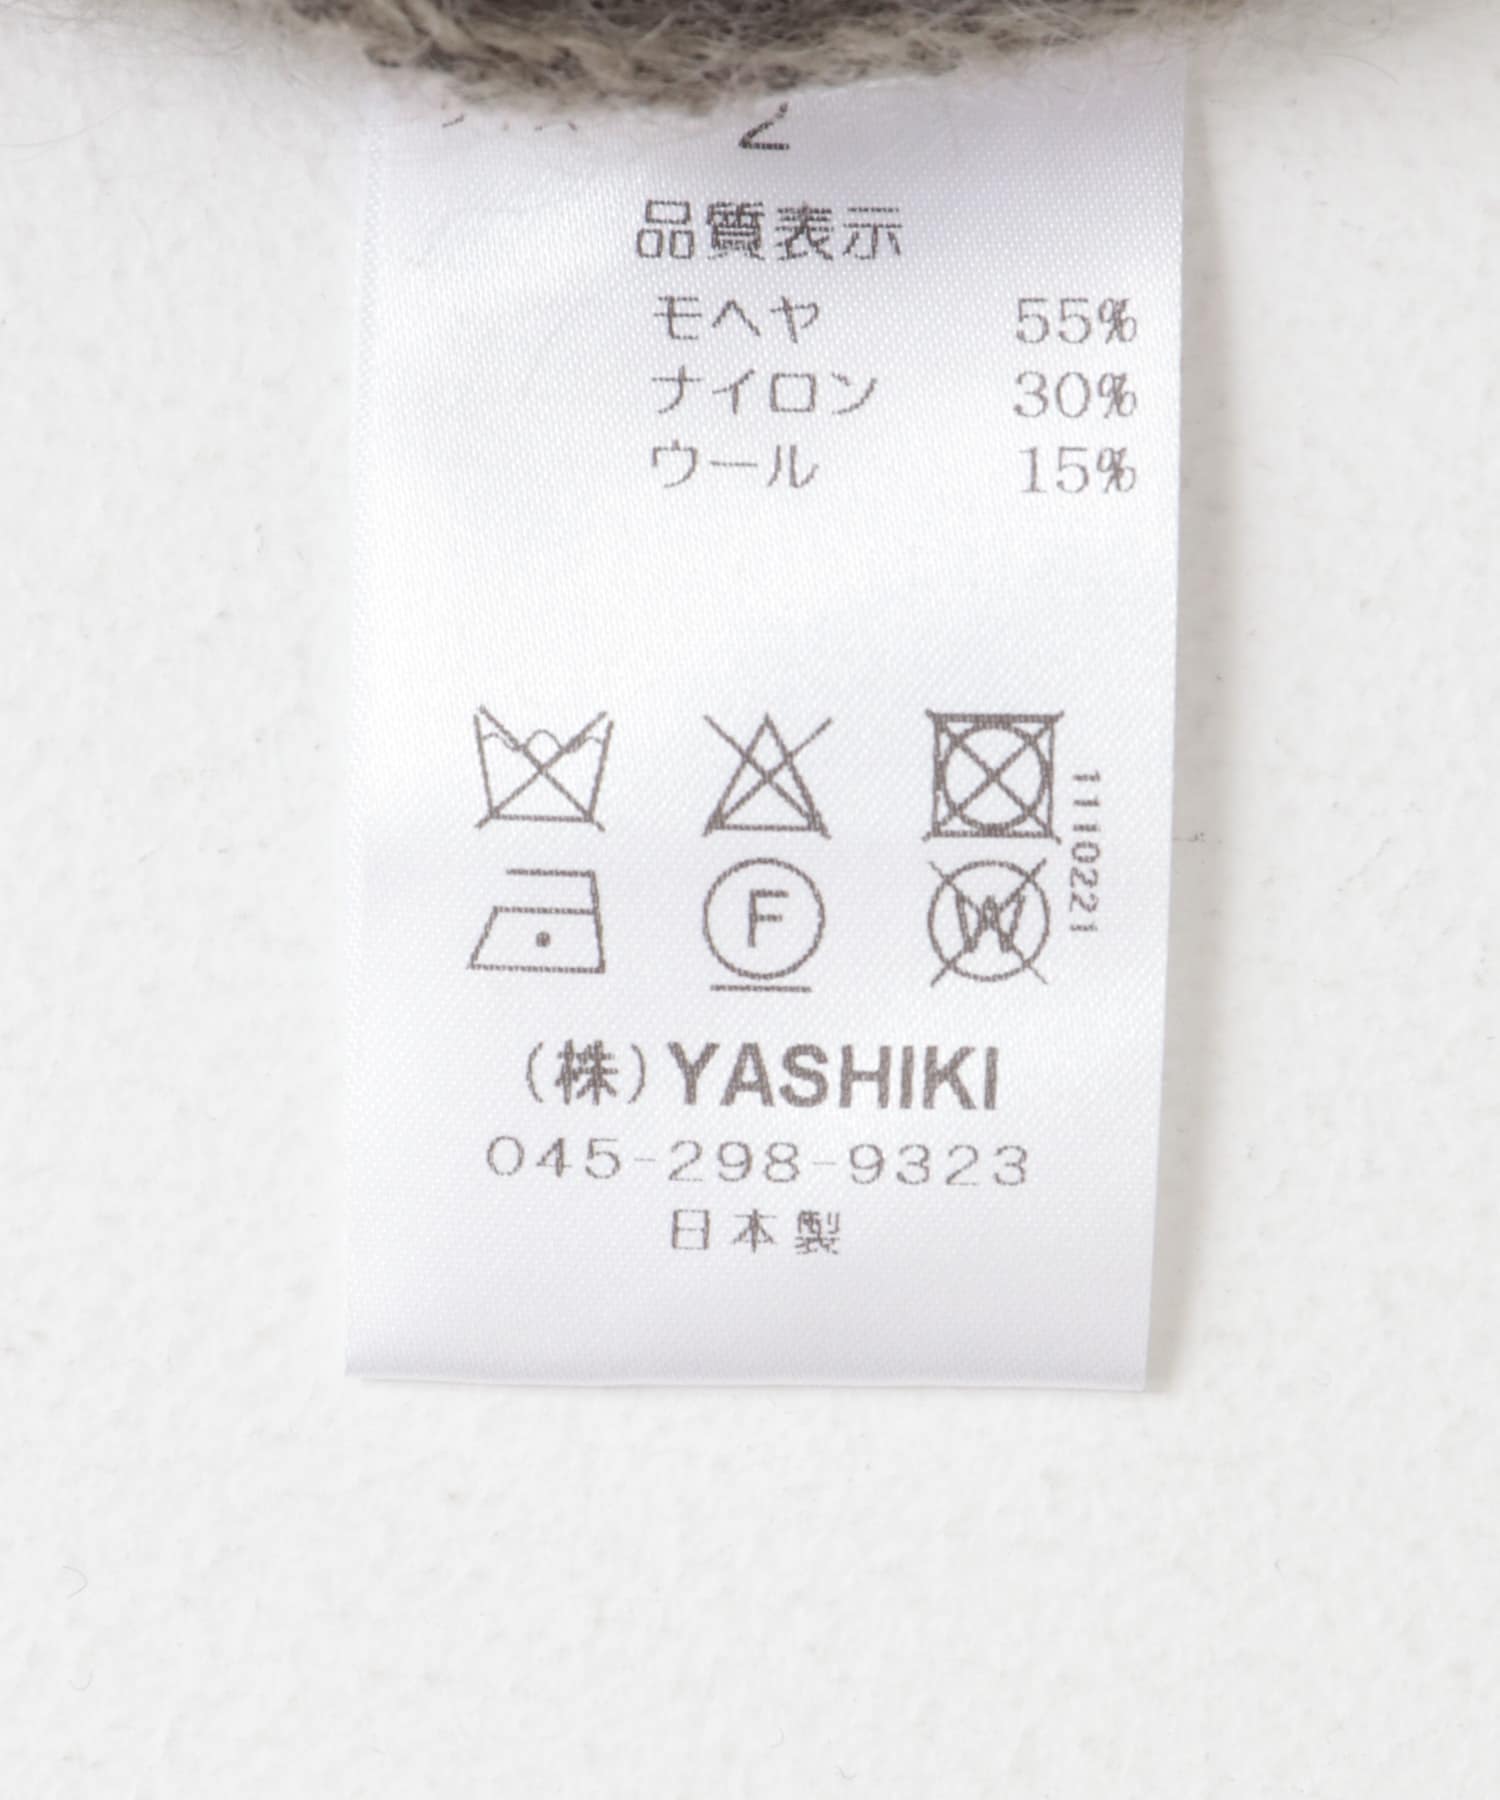 2
品質表示
モヘヤ 55%
ナイロン 30%
ウール 15%
1110221
F
W
(株)YASHIKI
045-298-9323
日本製